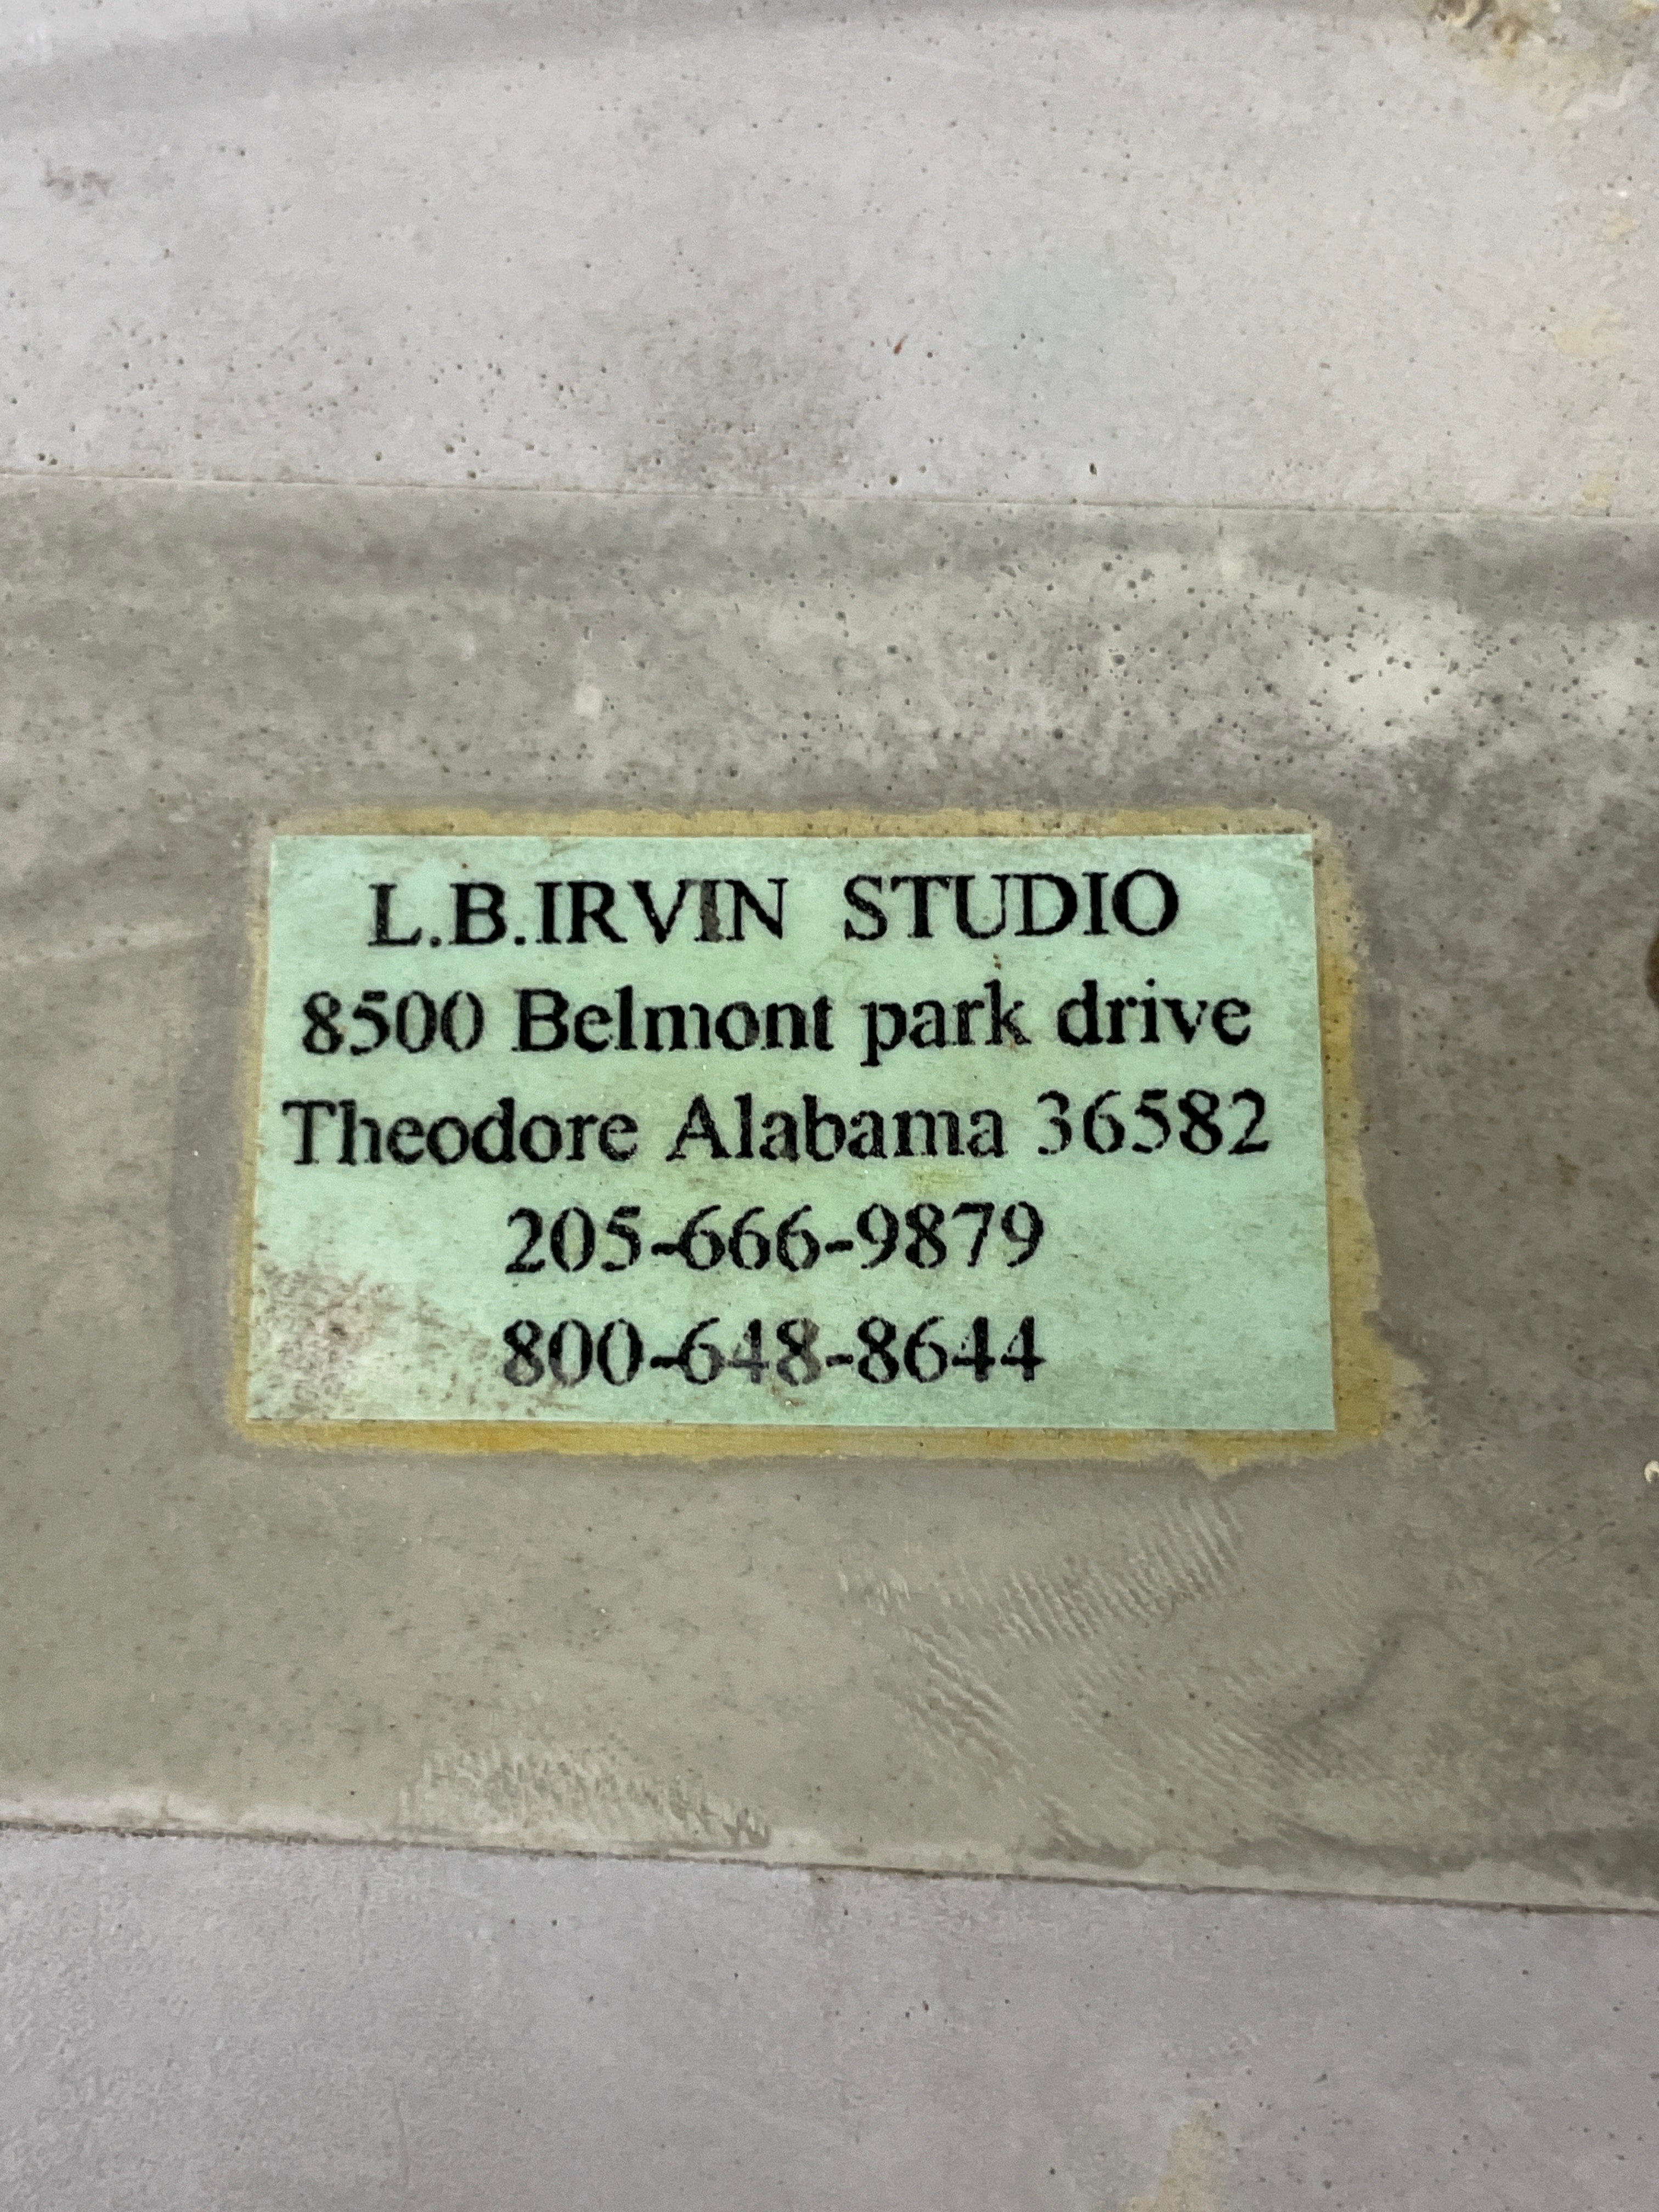 L.B.IRVIN STUDIO
8500 Belmont park drive
Theodore Alabama 36582
205-666-9879
800-648-8644